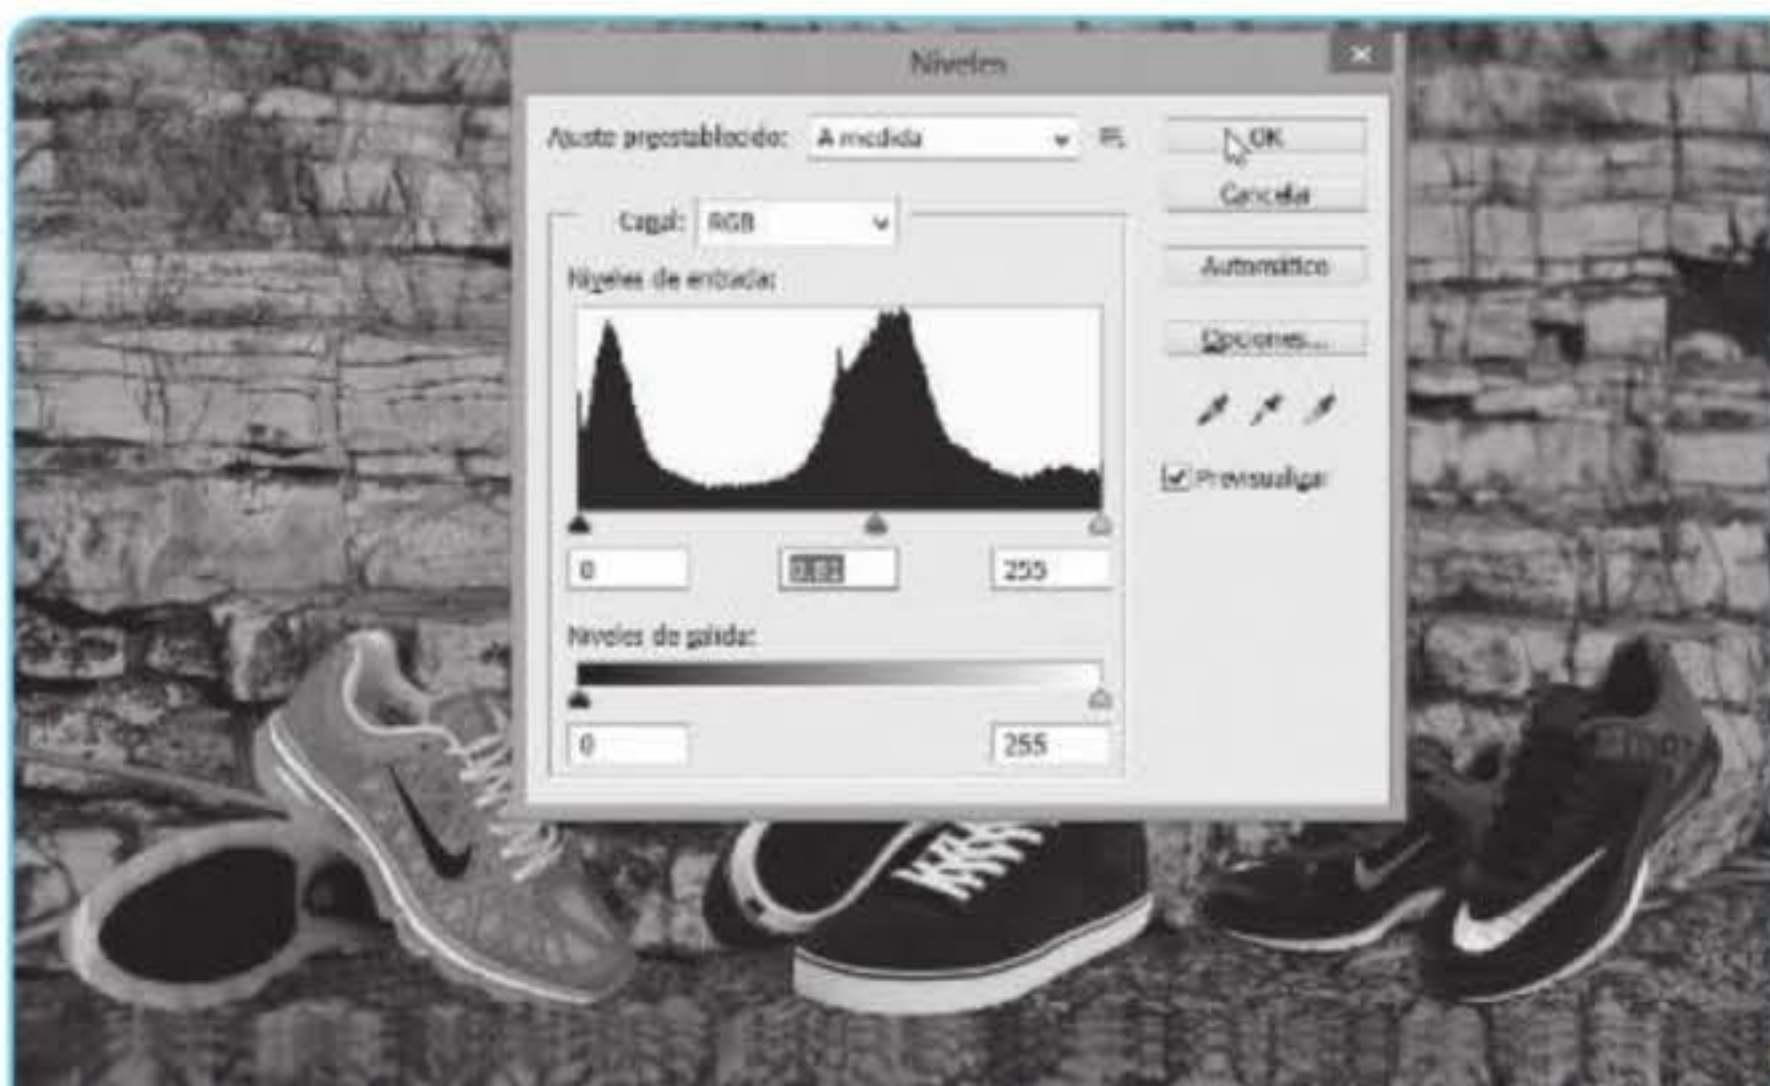 Niveles
Ajuste preestablecido: A medida
OK
Cancelar
Canal: RGB
Automático
Niveles de entrada:
Opciones...
Previsualizar
0
255
Niveles de salida:
0 255